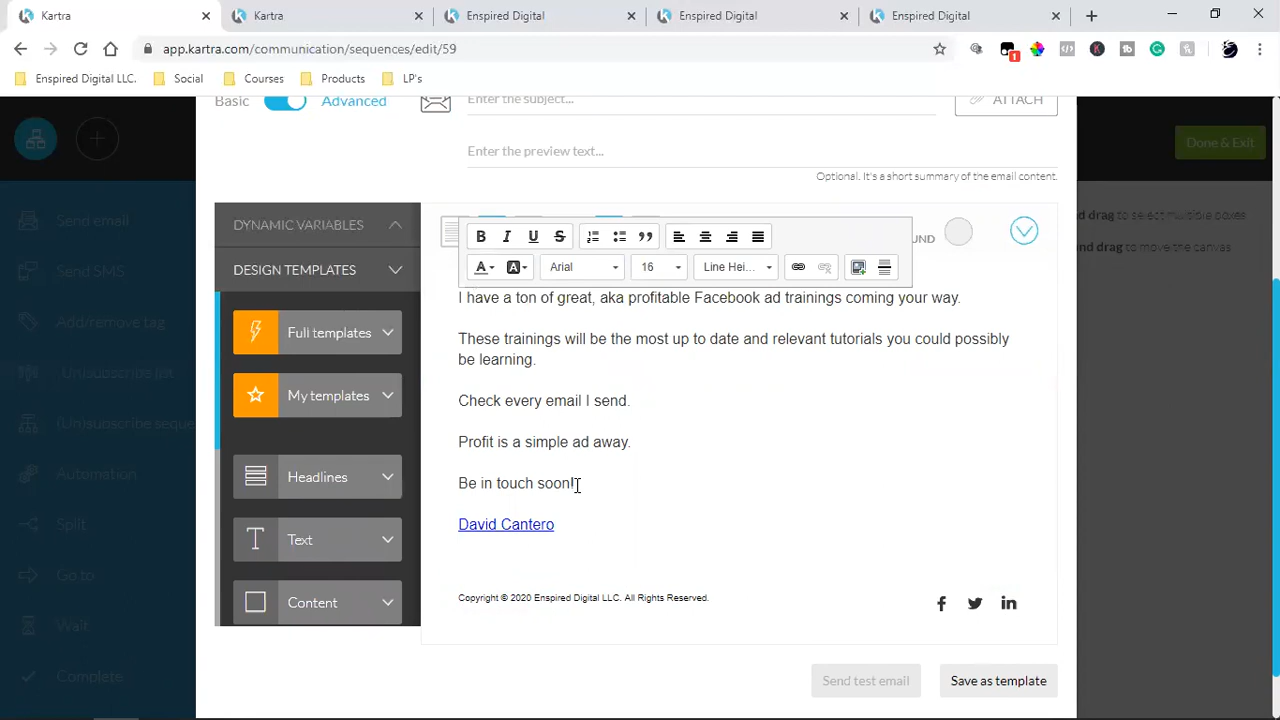 Kartra
Kartra
Enspired Digital
Enspired Digital
Enspired Digital
app.kartra.com/communication/sequences/edit/59
1
Enspired Digital LLC.
Social
Courses
Products
LP's
Basic
Advanced
Enter the subject...
ATTACH
Enter the preview text...
Optional. It's a short summary of the email content.
Done & Exit
Send email
Send SMS
Add/remove tag
(Un)subscribe list
(Un)subscribe seque
Automation
Split
Go to
Wait
Complete
and drag to select multiple boxes
and drag to move the canvas
DYNAMIC VARIABLES
DESIGN TEMPLATES
Full templates
My templates
Headlines
Text
Content
B I U S
UND
A
A
Arial
16
Line Hei...
I have a ton of great, aka profitable Facebook ad trainings coming your way.
These trainings will be the most up to date and relevant tutorials you could possibly
be learning.
Check every email I send.
Profit is a simple ad away.
Be in touch soon!
David Cantero
Copyright © 2020 Enspired Digital LLC. All Rights Reserved.
Send test email
Save as template